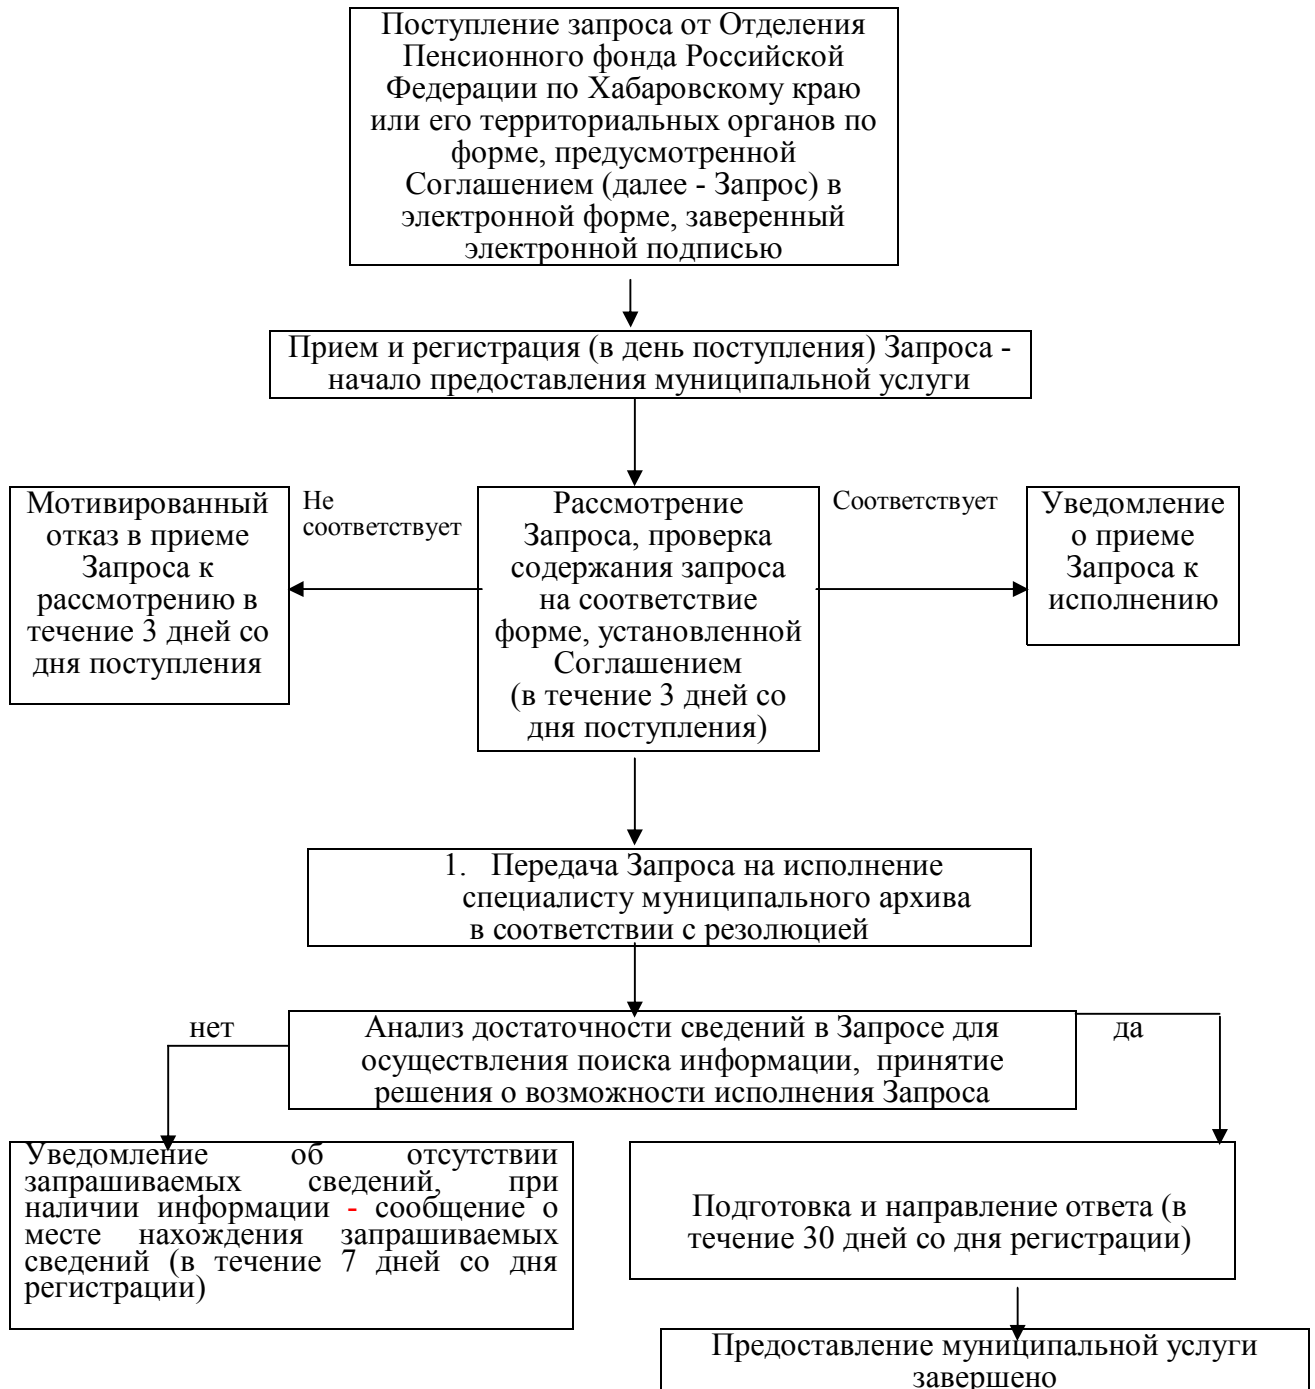 Поступление запроса от Отделения
Пенсионного фонда Российской
Федерации по Хабаровскому краю
или его территориальных органов по
форме, предусмотренной
Соглашением (далее - Запрос) в
электронной форме, заверенный
электронной подписью
Прием и регистрация (в день поступления) Запроса -
начало предоставления муниципальной услуги
Мотивированный
отказ в приеме
Запроса к
рассмотрению в
течение 3 дней со
дня поступления
Не
соответствует
Рассмотрение
Запроса, проверка
содержания запроса
на соответствие
форме, установленной
Соглашением
(в течение 3 дней со
дня поступления)
Соответствует
Уведомление
о приеме
Запроса к
исполнению
1. Передача Запроса на исполнение
специалисту муниципального архива
в соответствии с резолюцией
нет
Анализ достаточности сведений в Запросе для
осуществления поиска информации, принятие
решения о возможности исполнения Запроса
да
Уведомление об отсутствии
запрашиваемых сведений, при
наличии информации - сообщение о
месте нахождения запрашиваемых
сведений (в течение 7 дней со дня
регистрации)
Подготовка и направление ответа (в
течение 30 дней со дня регистрации)
Предоставление муниципальной услуги
завершено